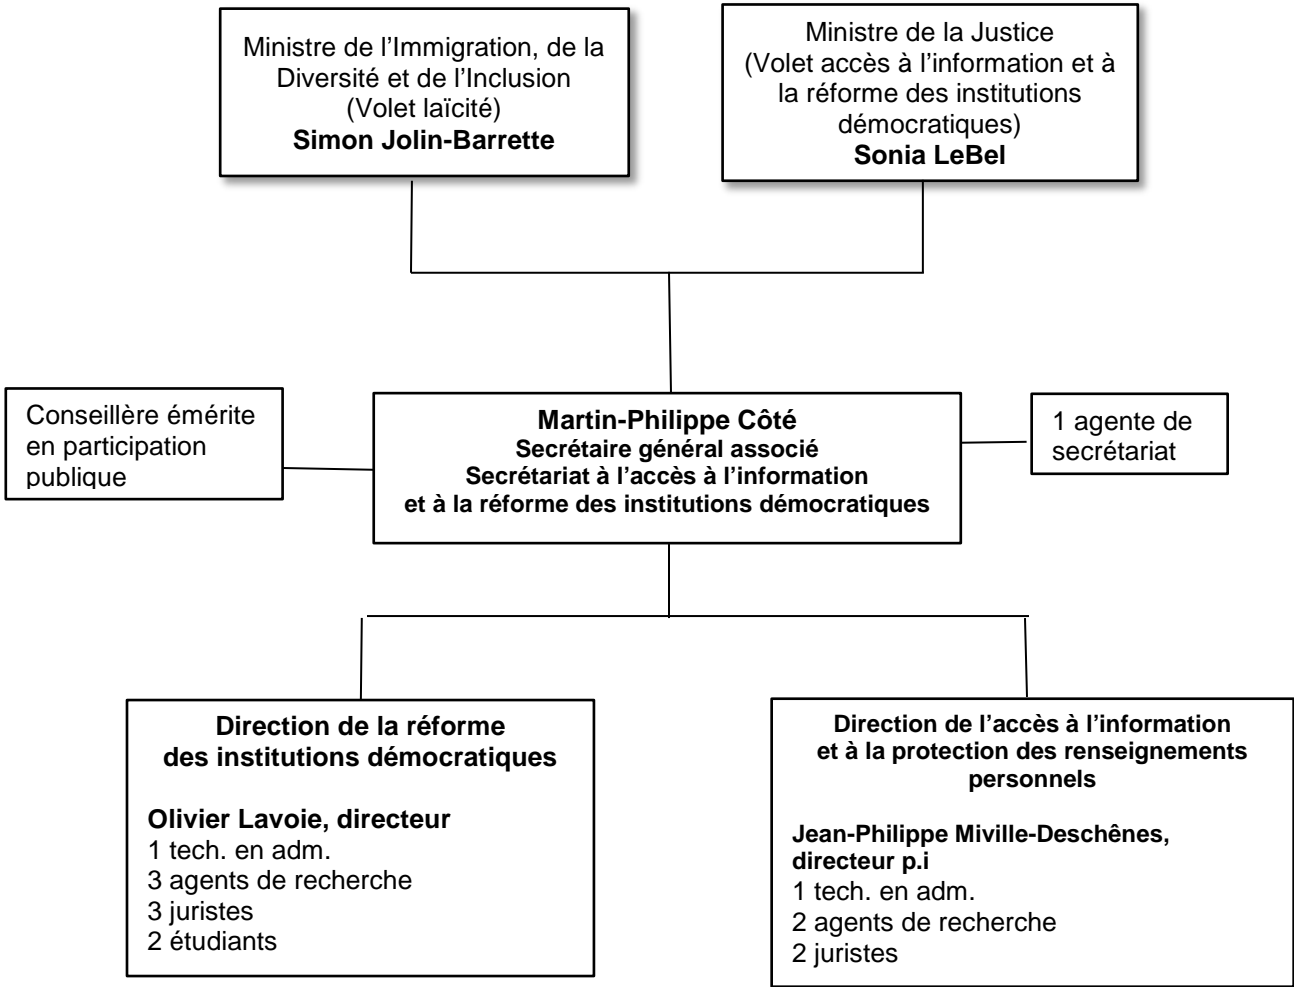 Ministre de l’Immigration, de la
Diversité et de l’Inclusion
(Volet laïcité)
Simon Jolin-Barrette
Ministre de la Justice
(Volet accès à l’information et à
la réforme des institutions
démocratiques)
Sonia LeBel
Conseillère émérite
en participation
publique
Martin-Philippe Côté
Secrétaire général associé
Secrétariat à l’accès à l’information
et à la réforme des institutions démocratiques
1 agente de
secrétariat
Direction de la réforme
des institutions démocratiques
Olivier Lavoie, directeur
1 tech. en adm.
3 agents de recherche
3 juristes
2 étudiants
Direction de l’accès à l’information
et à la protection des renseignements
personnels
Jean-Philippe Miville-Deschênes,
directeur p.i
1 tech. en adm.
2 agents de recherche
2 juristes